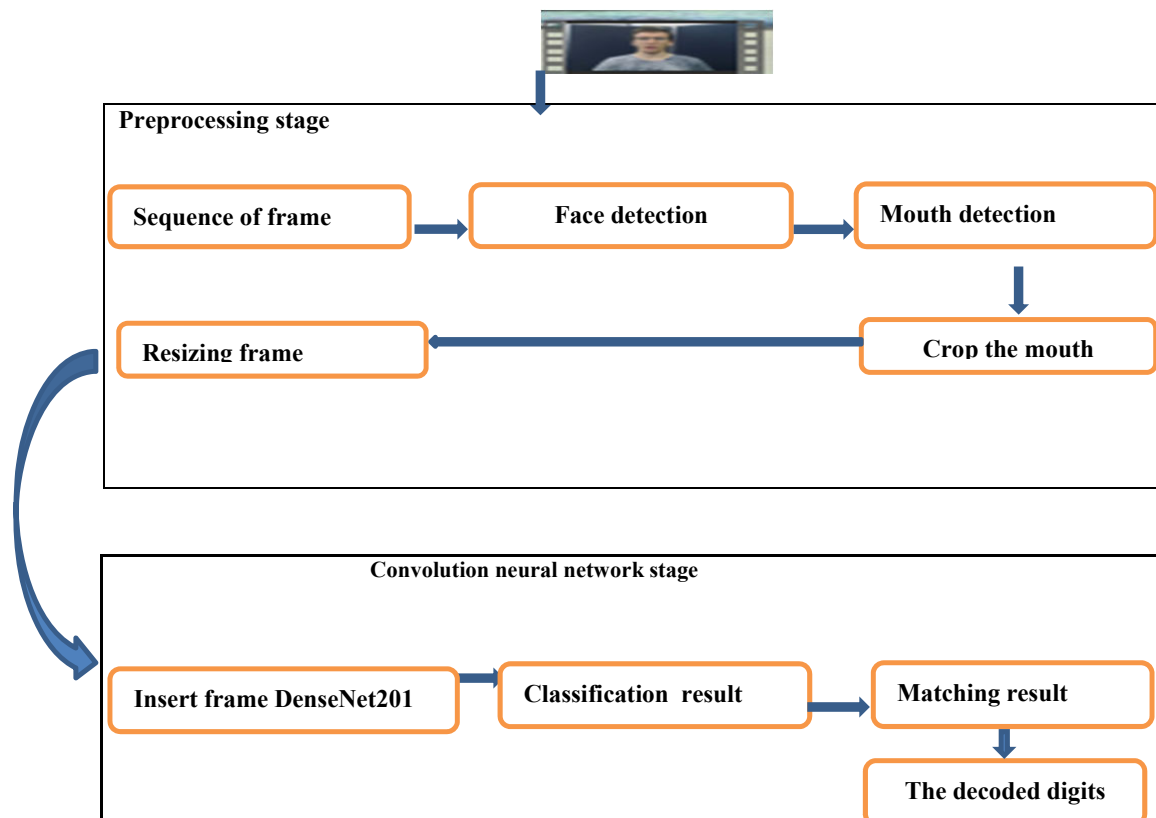 Preprocessing stage
Sequence of frame
Face detection
Mouth detection
Crop the mouth
Resizing frame
Convolution neural network stage
Insert frame DenseNet201
Classification result
Matching result
The decoded digits